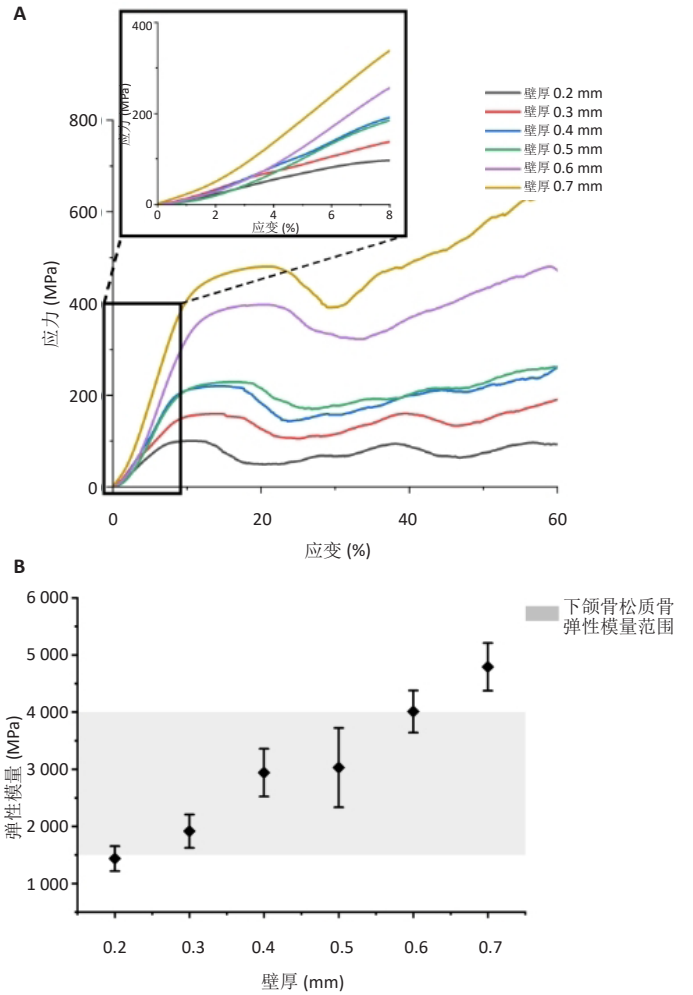 A
400
200
0
应力 (MPa)
0
2
4
6
8
应变 (%)
壁厚 0.2 mm
壁厚 0.3 mm
壁厚 0.4 mm
壁厚 0.5 mm
壁厚 0.6 mm
壁厚 0.7 mm
800
600
400
200
0
应力 (MPa)
0
20
40
60
应变 (%)
B
6 000
5 000
4 000
3 000
2 000
1 000
弹性模量 (MPa)
下颌骨松质骨
弹性模量范围
0.2
0.3
0.4
0.5
0.6
0.7
壁厚 (mm)